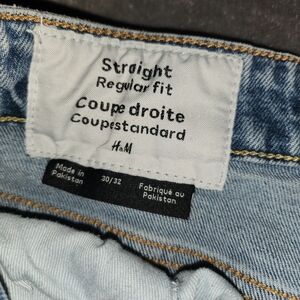 Straight
Regular fit
Coupe droite
Coupe standard
H&M
Made in
Pakistan
30/32
Fabriqué au
Pakistan